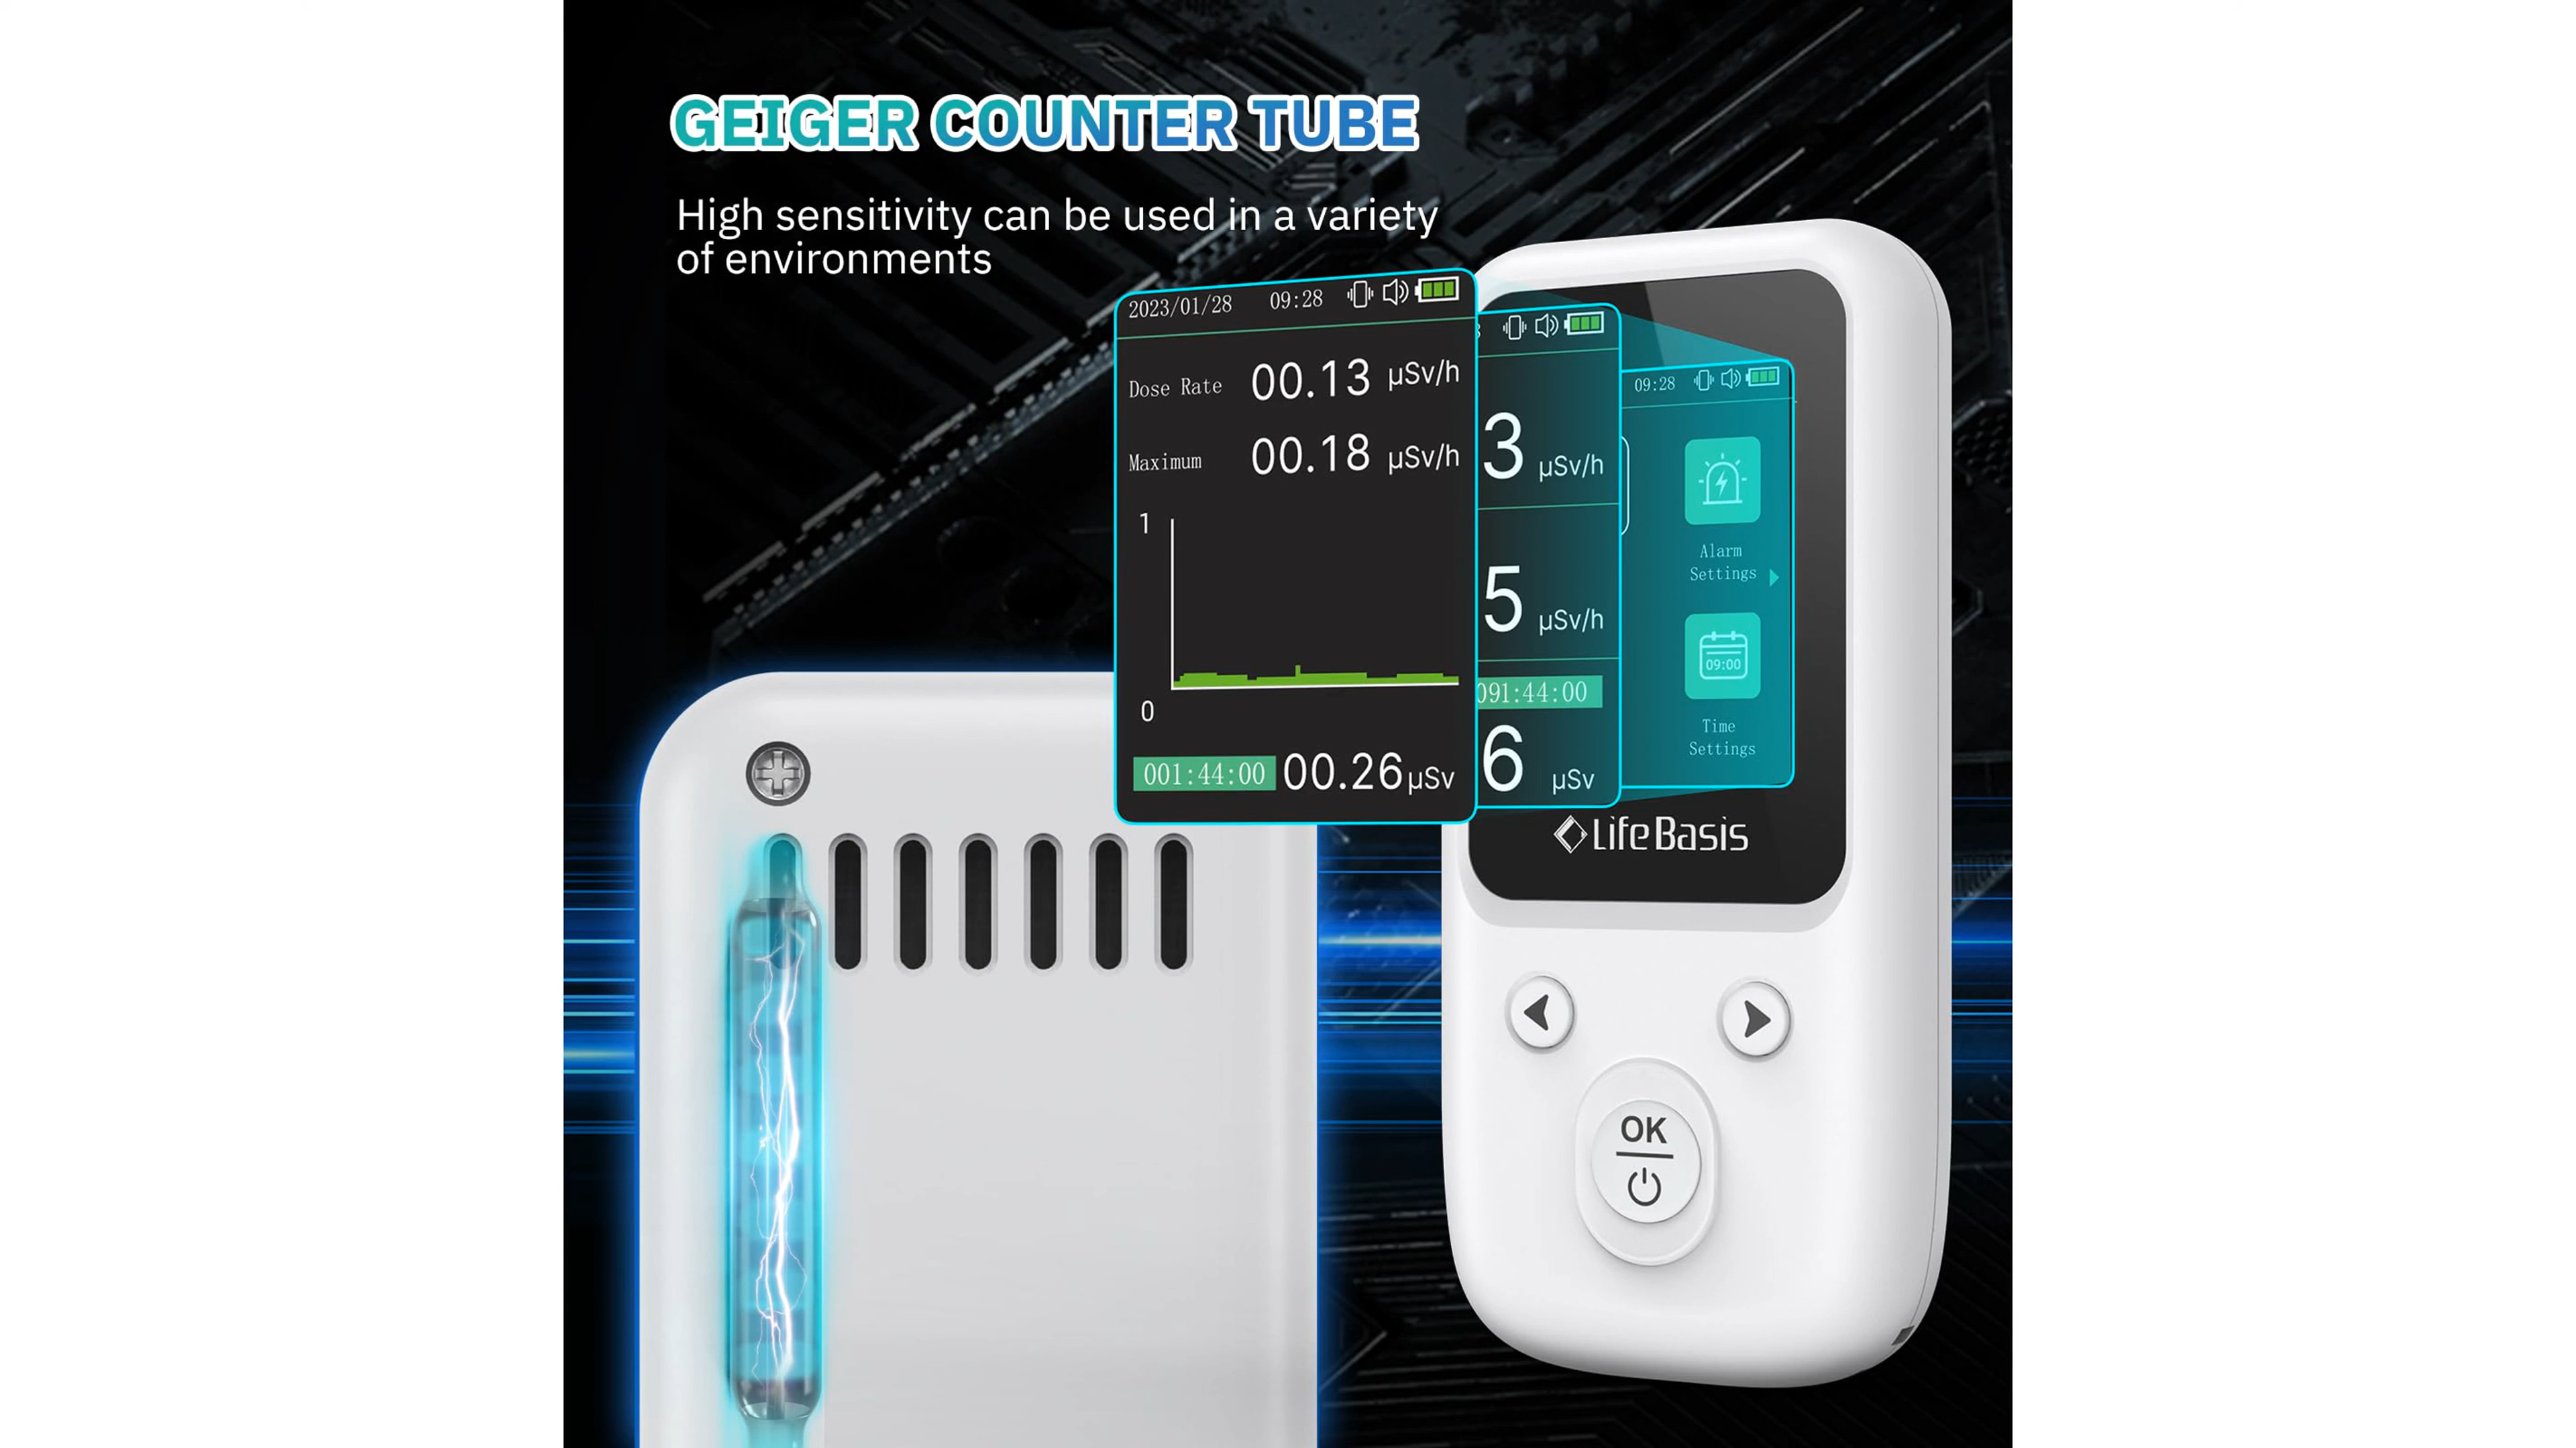 GEIGER COUNTER TUBE
High sensitivity can be used in a variety
of environments
2023/01/28 09:28
Dose Rate 00.13 µSv/h
Maximum 00.18 µSv/h
1
0
001:44:00 00.26 µSv
3 µSv/h
5 µSv/h
091:44:00
6 µSv
09:28
Alarm
Settings
09:00
Time
Settings
LifeBasis
OK